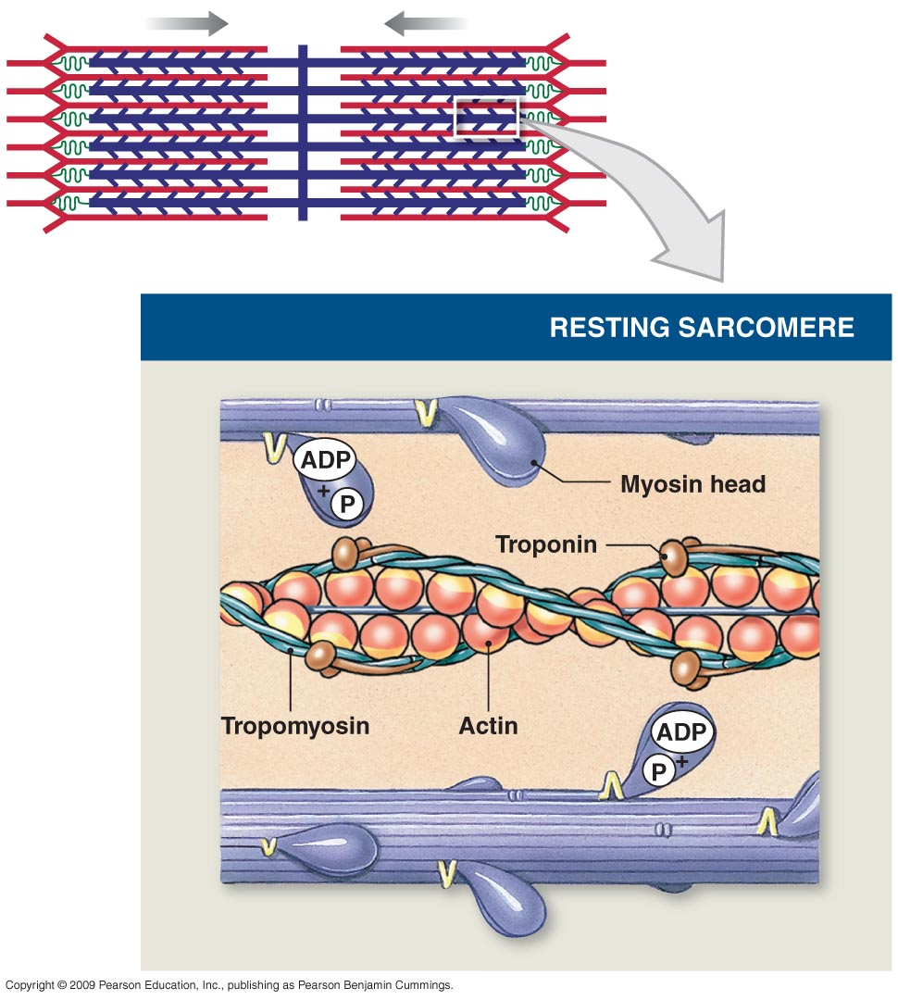 RESTING SARCOMERE
ADP
+
P
Myosin head
Troponin
Tropomyosin
Actin
ADP
P +
Copyright © 2009 Pearson Education, Inc., publishing as Pearson Benjamin Cummings.